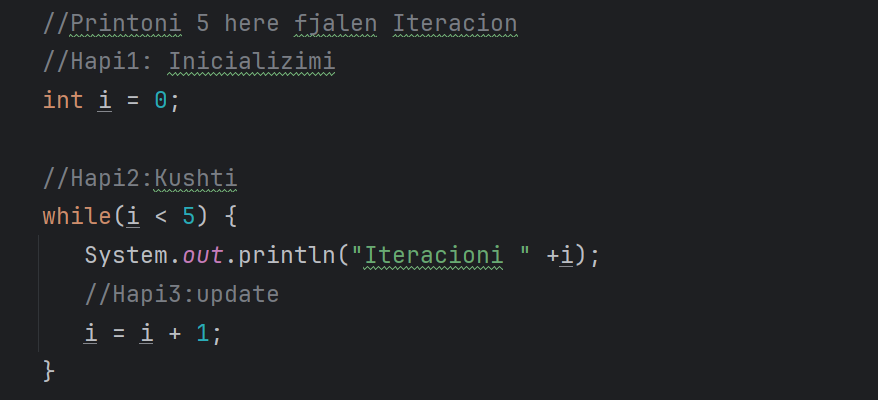 //Printoni 5 here fjalen Iteracion
//Hapi1: Inicializimi
int i = 0;
//Hapi2:Kushti
while(i < 5) {
System.out.println("Iteracioni " +i);
//Hapi3:update
i = i + 1;
}